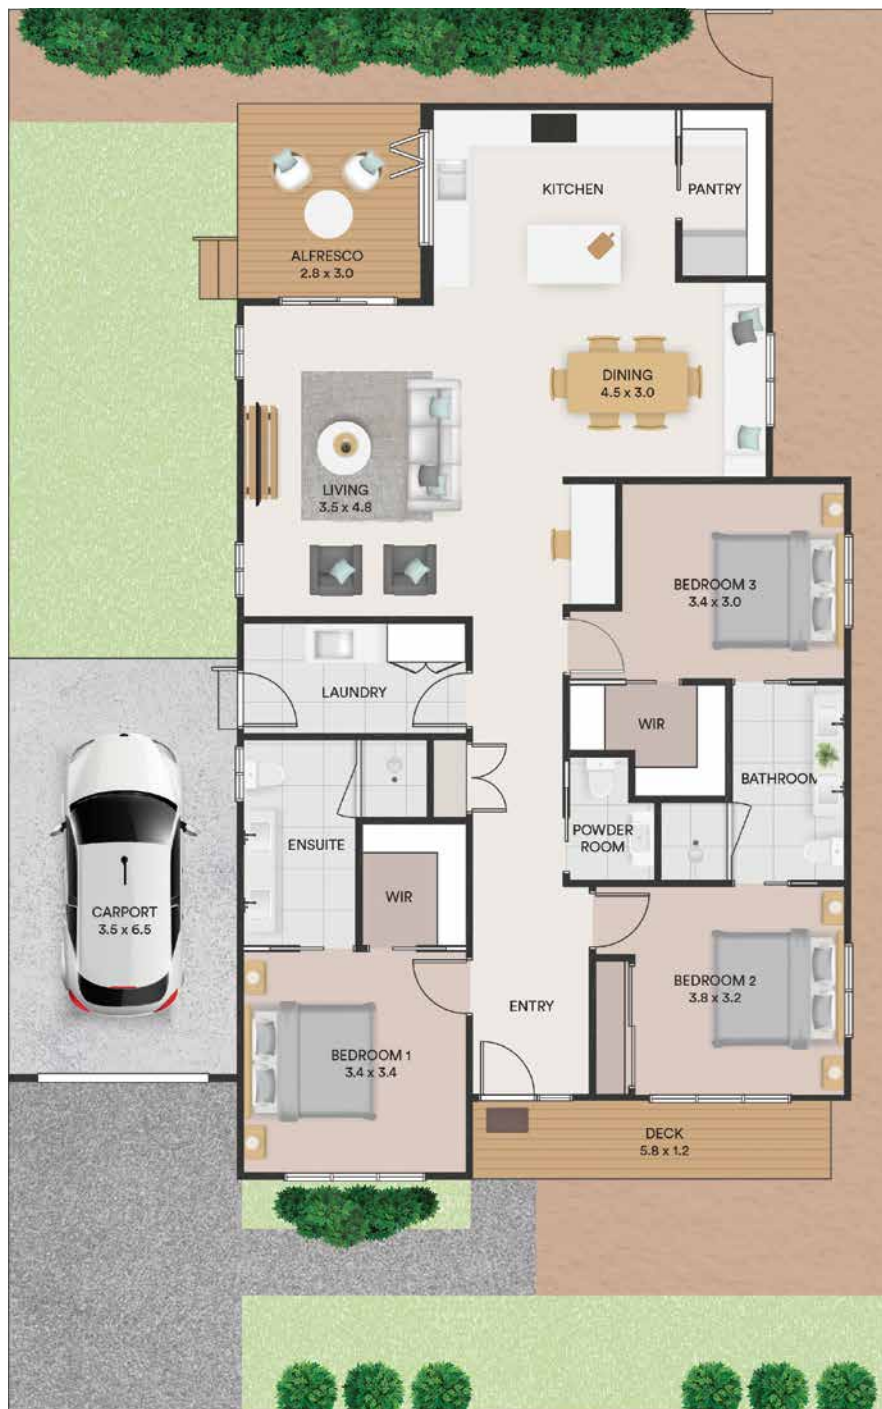 KITCHEN
PANTRY
ALFRESCO
2.8 x 3.0
DINING
4.5 x 3.0
LIVING
3.5 x 4.8
BEDROOM 3
3.4 x 3.0
LAUNDRY
WIR
BATHROOM
POWDER
ROOM
ENSUITE
WIR
CARPORT
3.5 x 6.5
BEDROOM 2
3.8 x 3.2
ENTRY
BEDROOM 1
3.4 x 3.4
DECK
5.8 x 1.2